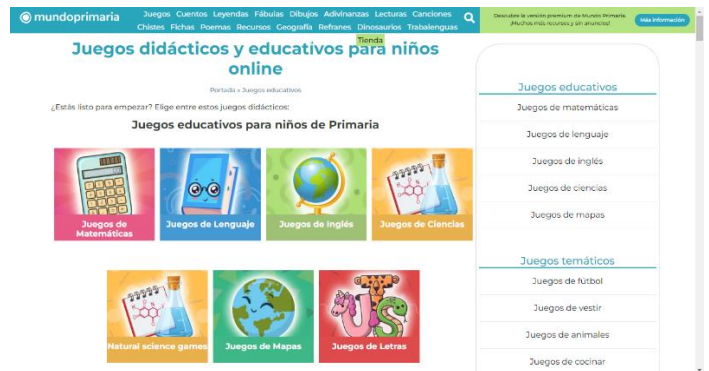 mundoprimaria
Juegos Cuentos Leyendas Fábulas Dibujos Adivinanzas Lecturas Canciones
Chistes Fichas Poemas Recursos Geografía Refranes Dinosaurios Trabalenguas
Tienda
Descubre la versión premium de Mundo Primaria.
¡Muchos más recursos y sin anuncios!
Más información
Juegos didácticos y educativos para niños
online
Portada » Juegos educativos
¿Estás listo para empezar? Elige entre estos juegos didácticos:
Juegos educativos para niños de Primaria
Juegos de
Matemáticas
Juegos de Lenguaje
Juegos de Inglés
Juegos de Ciencias
Natural science games
Juegos de Mapas
Juegos de Letras
Juegos educativos
Juegos de matemáticas
Juegos de lenguaje
Juegos de inglés
Juegos de ciencias
Juegos de mapas
Juegos temáticos
Juegos de fútbol
Juegos de vestir
Juegos de animales
Juegos de cocinar